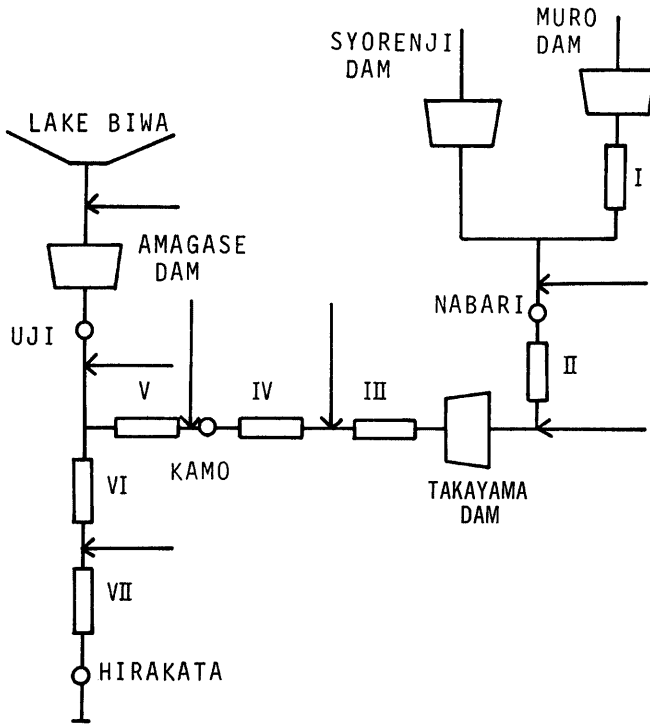 MURO
DAM
SYORENJI
DAM
LAKE BIWA
I
AMAGASE
DAM
NABARI
UJI
II
V
IV
III
KAMO
TAKAYAMA
DAM
VI
VII
HIRAKATA